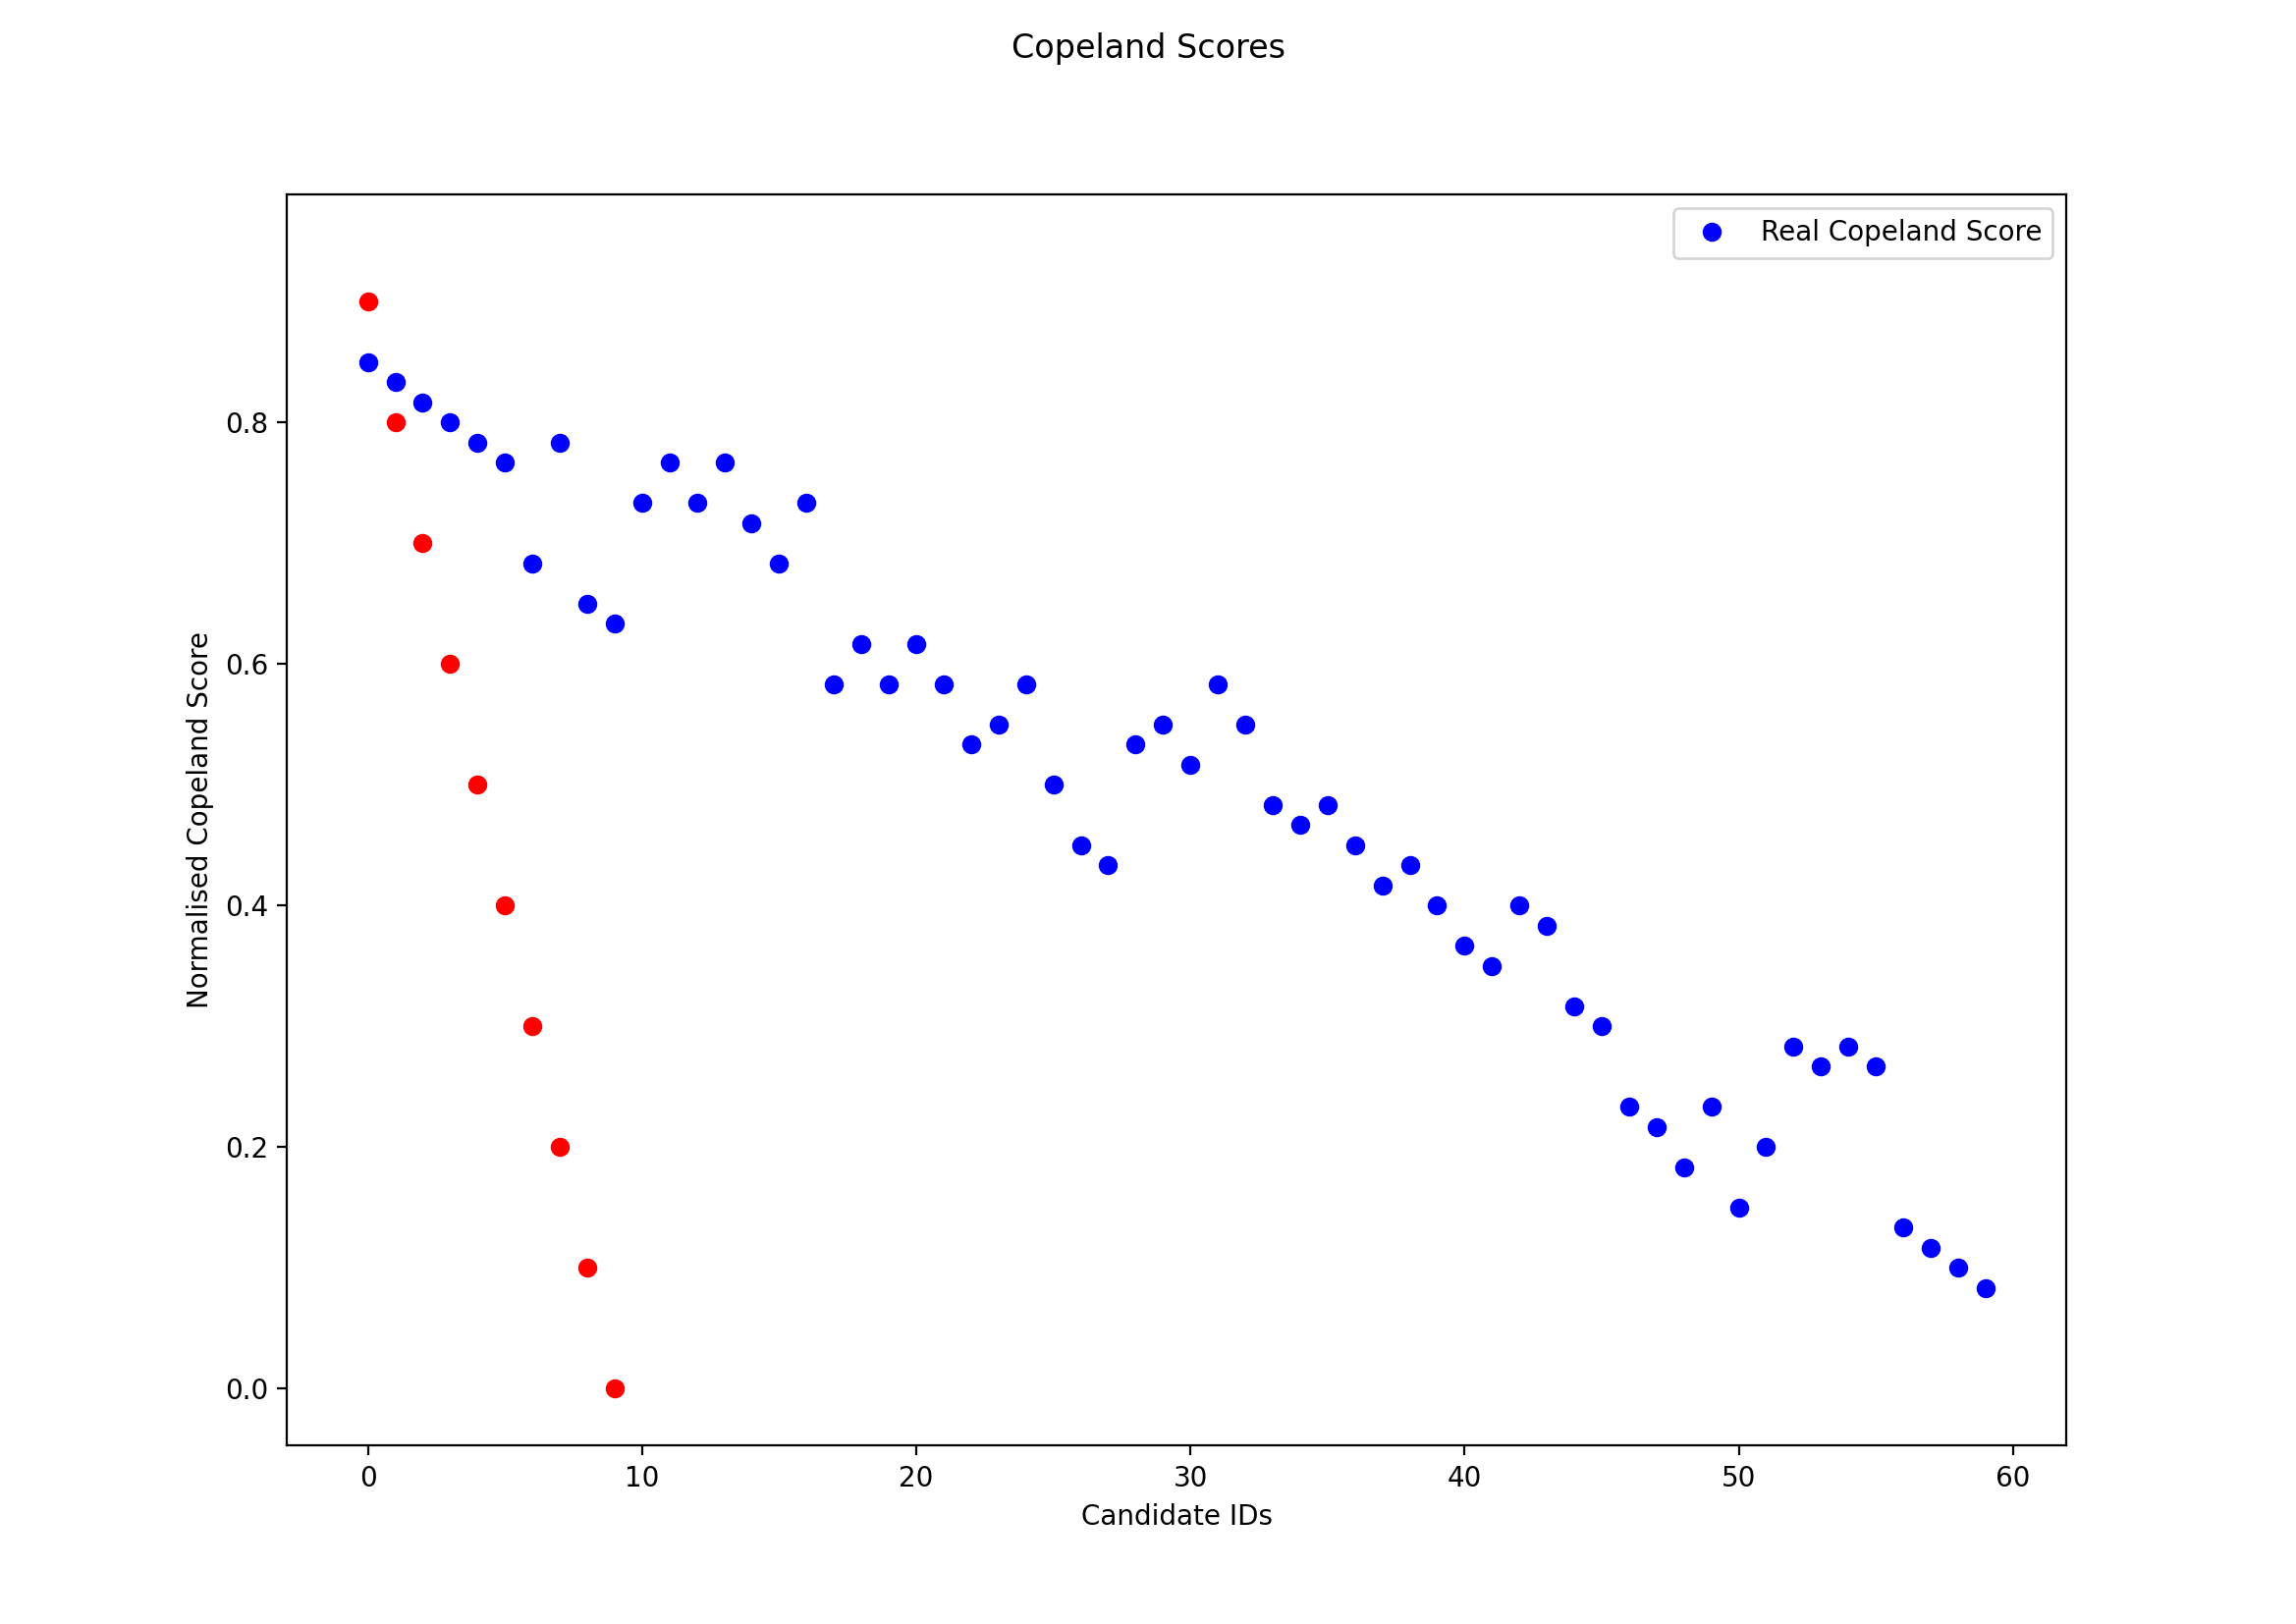 Copeland Scores
Real Copeland Score
Normalised Copeland Score
0.8
0.6
0.4
0.2
0.0
0 10 20 30 40 50 60
Candidate IDs